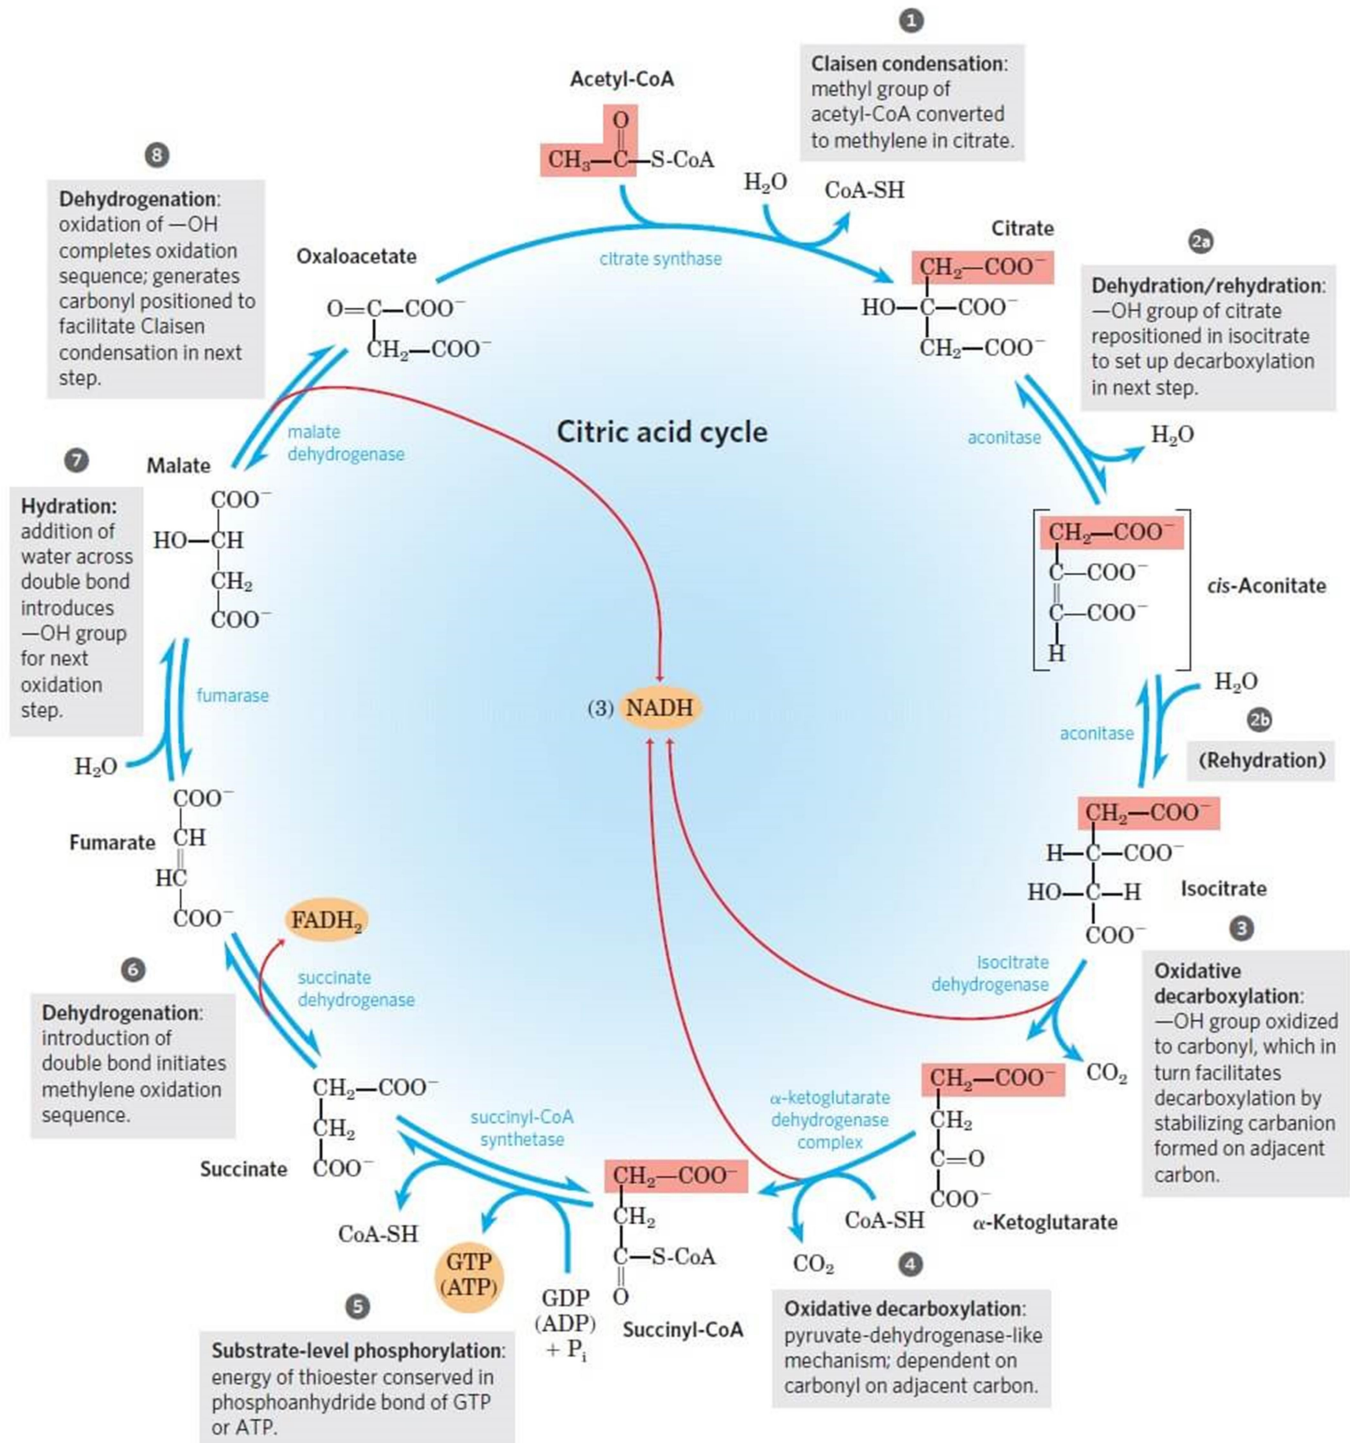 1
Claisen condensation:
methyl group of
acetyl-CoA converted
to methylene in citrate.
Acetyl-CoA
O
CH₃—C—S-CoA
H₂O
CoA-SH
citrate synthase
Citrate
CH₂—COO⁻
HO—C—COO⁻
CH₂—COO⁻
2a
Dehydration/rehydration:
—OH group of citrate
repositioned in isocitrate
to set up decarboxylation
in next step.
aconitase
H₂O
CH₂—COO⁻
C—COO⁻
C—COO⁻
H
cis-Aconitate
H₂O
2b
(Rehydration)
aconitase
CH₂—COO⁻
H—C—COO⁻
HO—C—H
COO⁻
Isocitrate
3
Oxidative
decarboxylation:
—OH group oxidized
to carbonyl, which in
turn facilitates
decarboxylation by
stabilizing carbanion
formed on adjacent
carbon.
isocitrate
dehydrogenase
CO₂
CH₂—COO⁻
CH₂
C=O
COO⁻
α-Ketoglutarate
α-ketoglutarate
dehydrogenase
complex
CoA-SH
CO₂
4
Oxidative decarboxylation:
pyruvate-dehydrogenase-like
mechanism; dependent on
carbonyl on adjacent carbon.
CH₂—COO⁻
CH₂
C—S-CoA
O
Succinyl-CoA
succinyl-CoA
synthetase
GDP
(ADP)
+ Pᵢ
GTP
(ATP)
CoA-SH
5
Substrate-level phosphorylation:
energy of thioester conserved in
phosphoanhydride bond of GTP
or ATP.
CH₂—COO⁻
CH₂
COO⁻
Succinate
6
Dehydrogenation:
introduction of
double bond initiates
methylene oxidation
sequence.
succinate
dehydrogenase
FADH₂
COO⁻
Fumarate
CH
HC
COO⁻
H₂O
fumarase
7
Hydration:
addition of
water across
double bond
introduces
—OH group
for next
oxidation
step.
Malate
COO⁻
HO—CH
CH₂
COO⁻
malate
dehydrogenase
8
Dehydrogenation:
oxidation of —OH
completes oxidation
sequence; generates
carbonyl positioned to
facilitate Claisen
condensation in next
step.
Oxaloacetate
O=C—COO⁻
CH₂—COO⁻
Citric acid cycle
(3) NADH